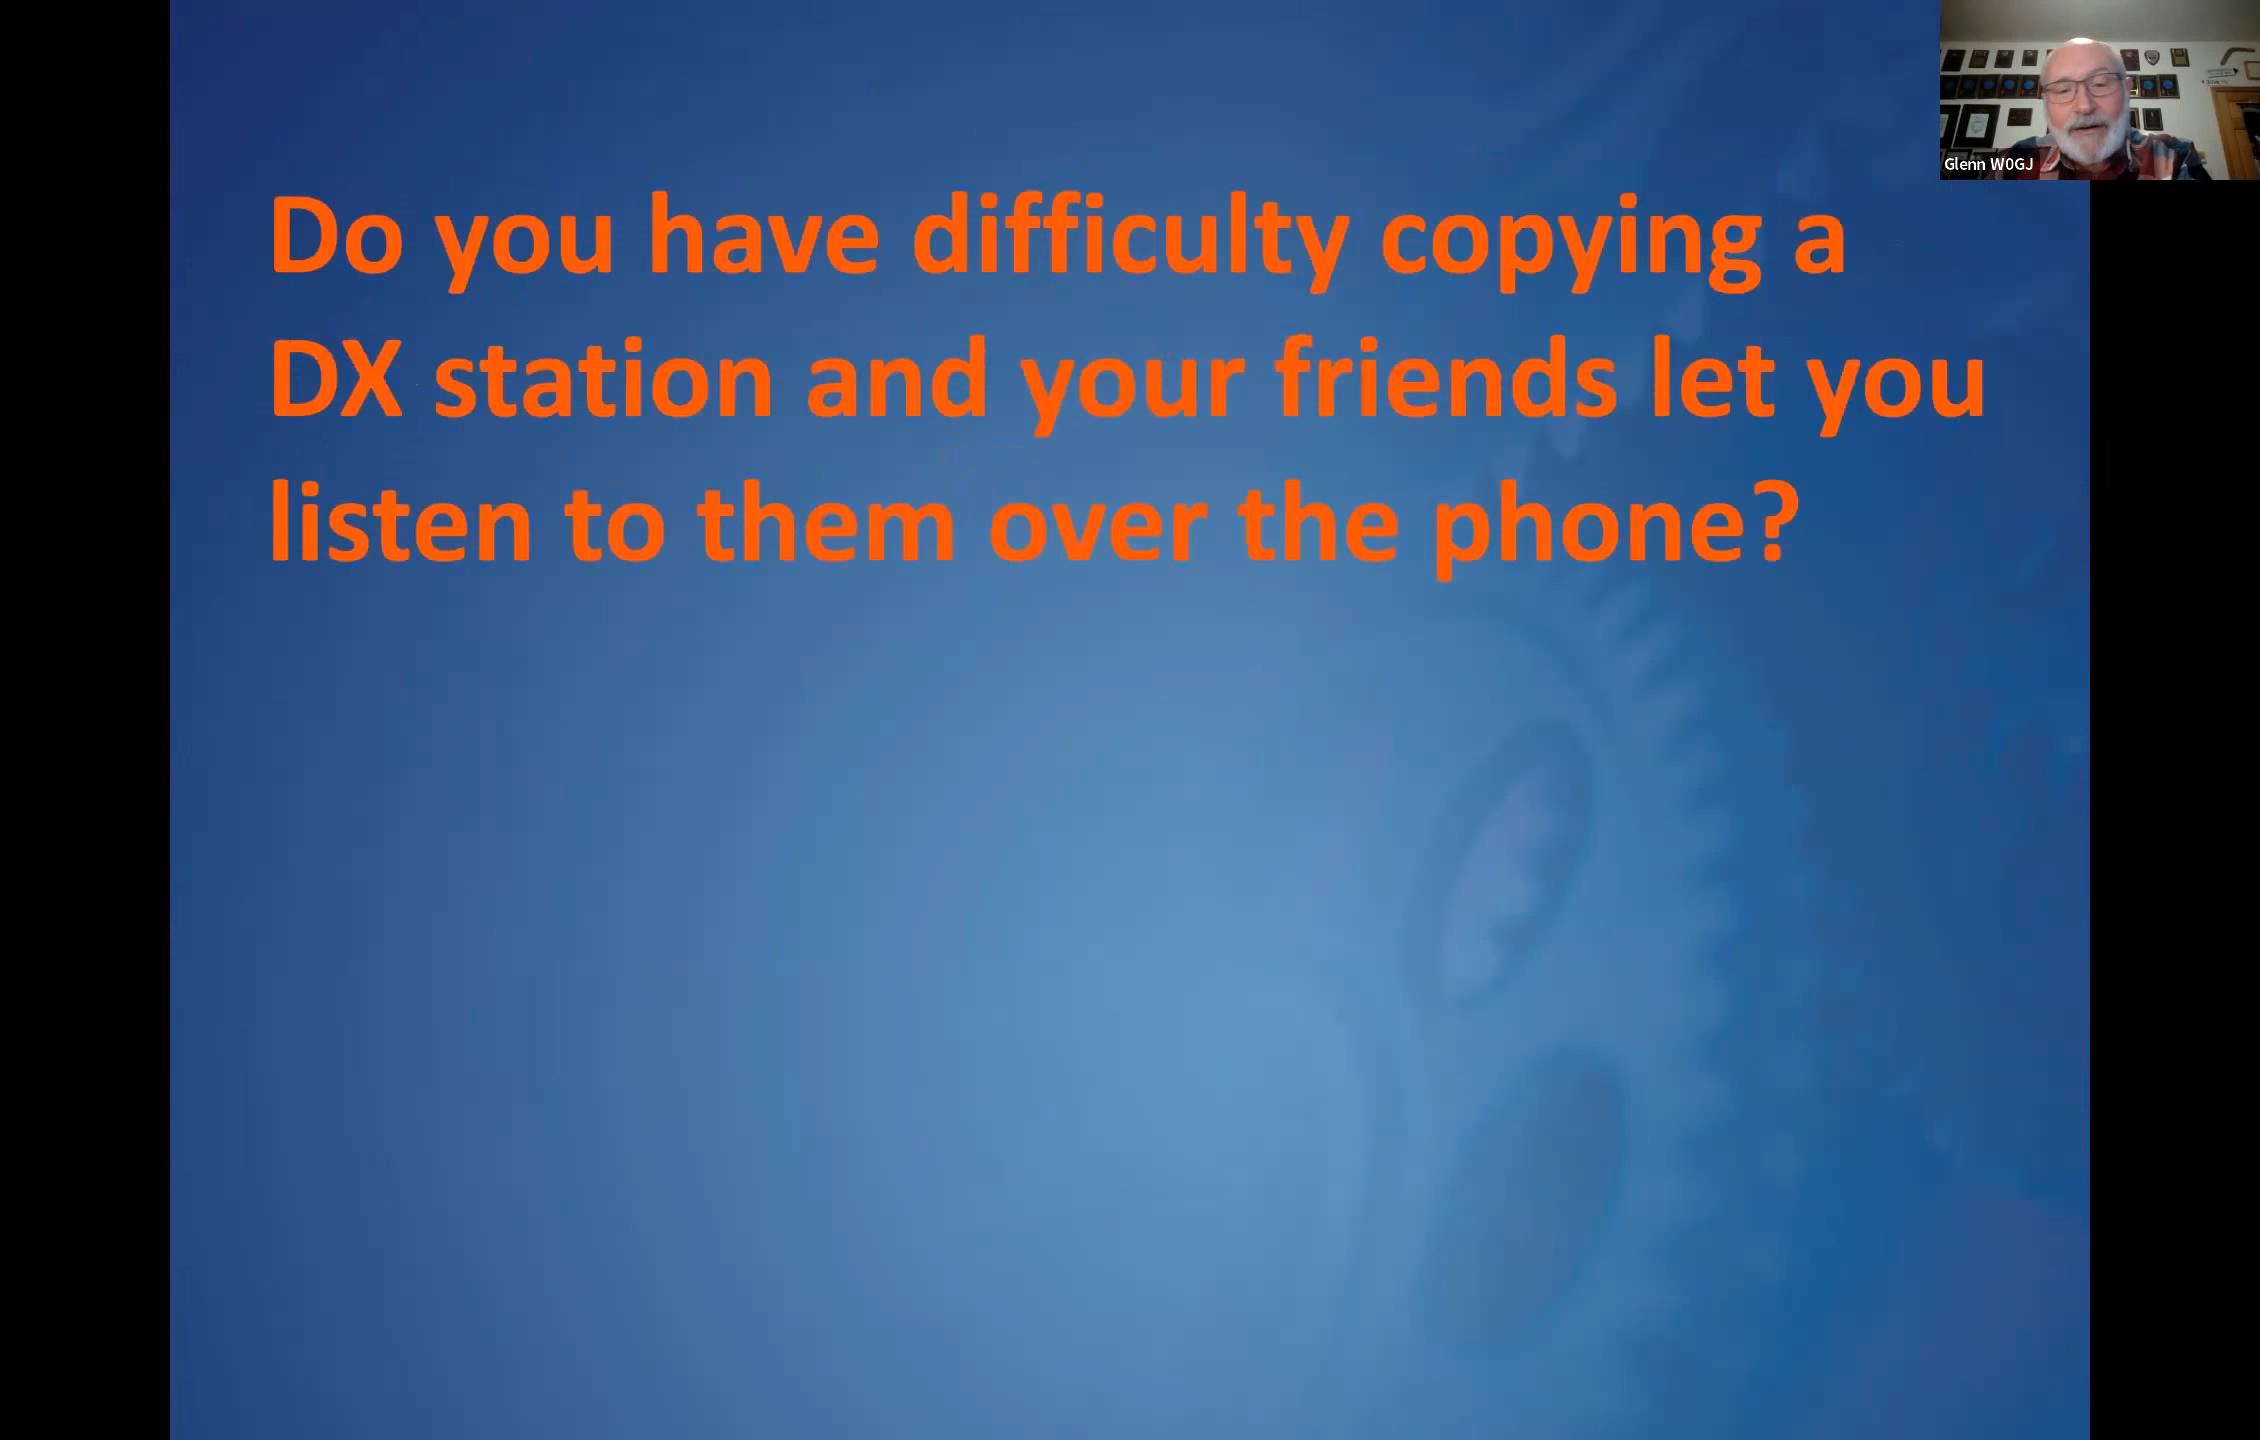 Do you have difficulty copying a
DX station and your friends let you
listen to them over the phone?
Glenn W0GJ